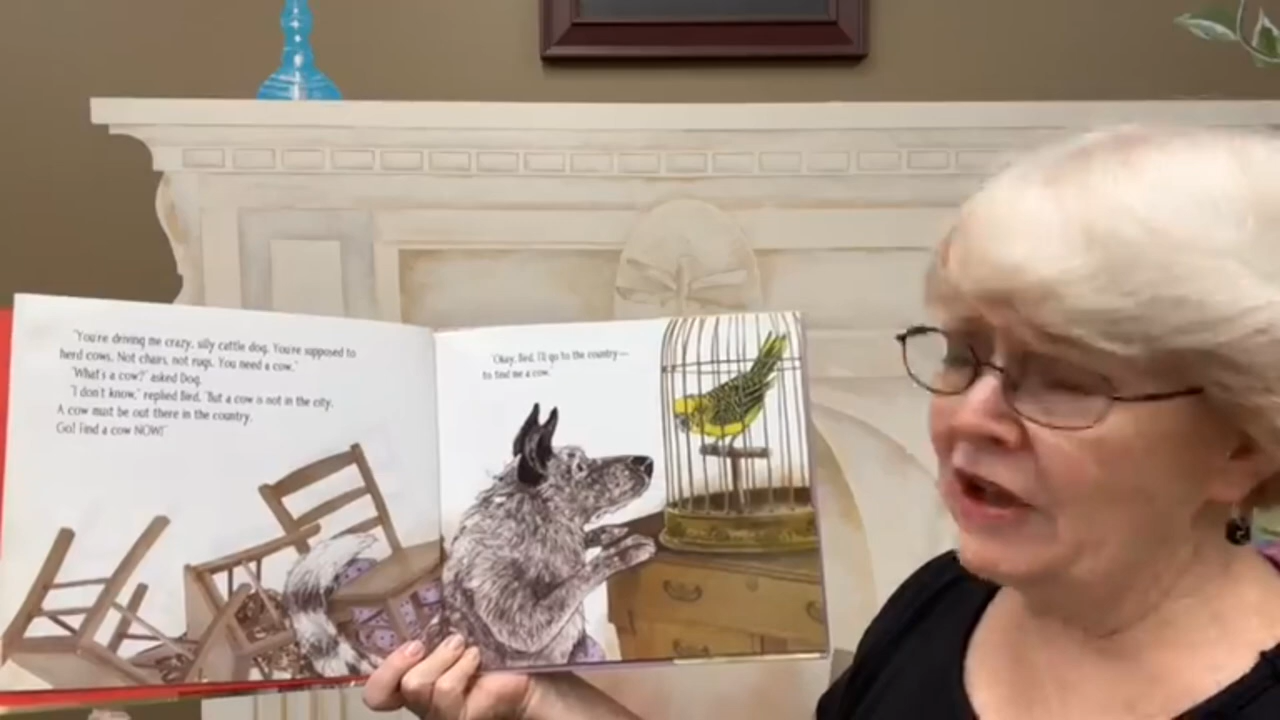 "You're driving me crazy, silly cattle dog. You're supposed to
herd cows. Not chairs, not rugs. You need a cow."
"What's a cow?" asked Dog.
"I don't know," replied Bird. "But a cow is not in the city.
A cow must be out there in the country.
Go! Find a cow NOW!"
"Okay, Bird, I'll go to the country—
to find me a cow."